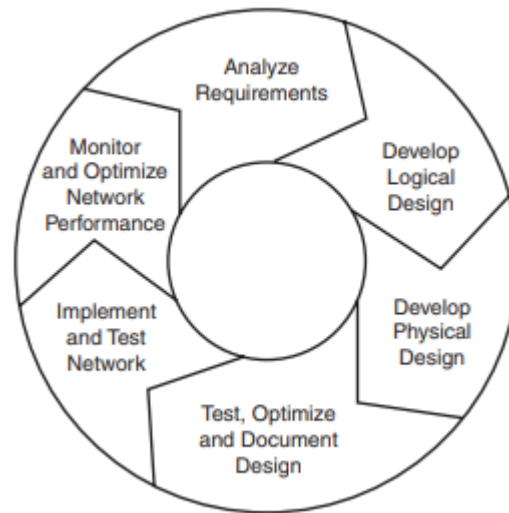 Analyze
Requirements
Develop
Logical
Design
Develop
Physical
Design
Test, Optimize
and Document
Design
Implement
and Test
Network
Monitor
and Optimize
Network
Performance